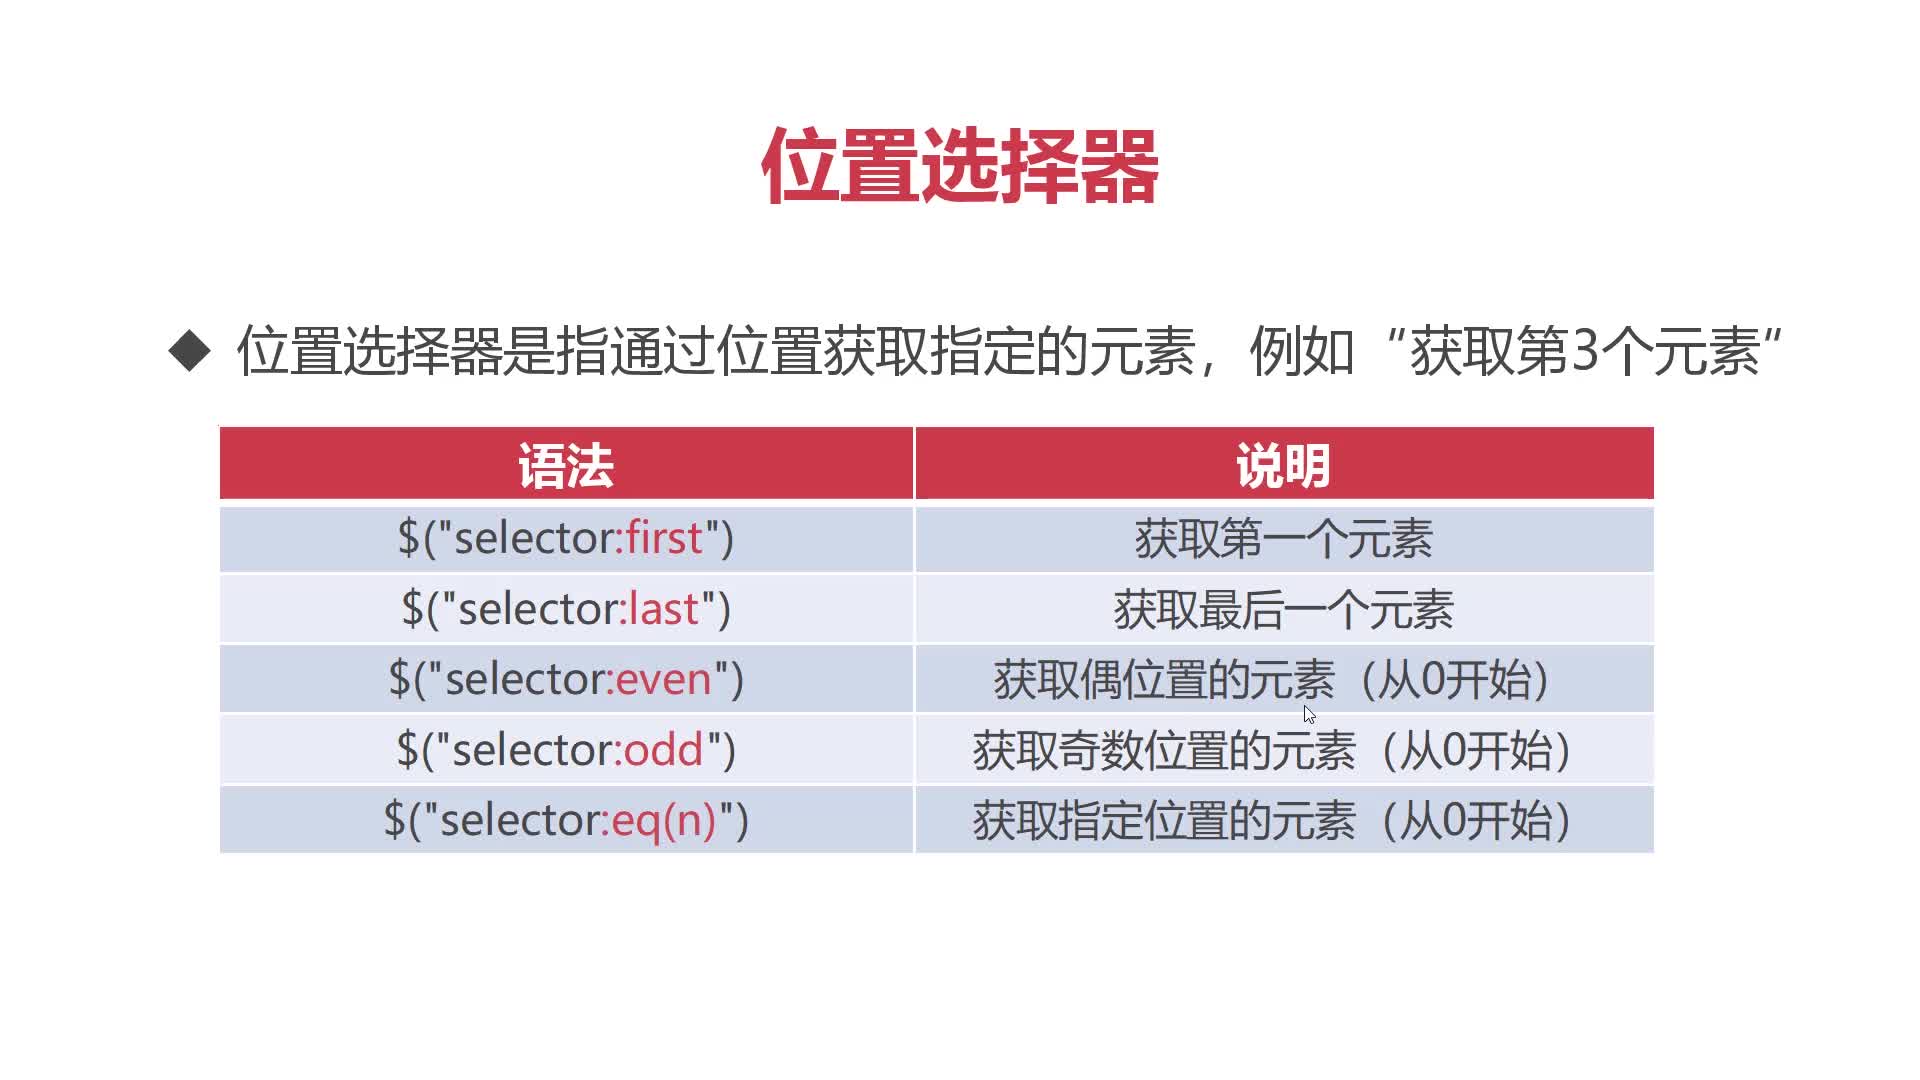 位置选择器
位置选择器是指通过位置获取指定的元素，例如“获取第3个元素“
语法 说明
$("selector:first") 获取第一个元素
$("selector:last") 获取最后一个元素
$("selector:even") 获取偶位置的元素（从0开始）
$("selector:odd") 获取奇数位置的元素（从0开始）
$("selector:eq(n)") 获取指定位置的元素（从0开始）